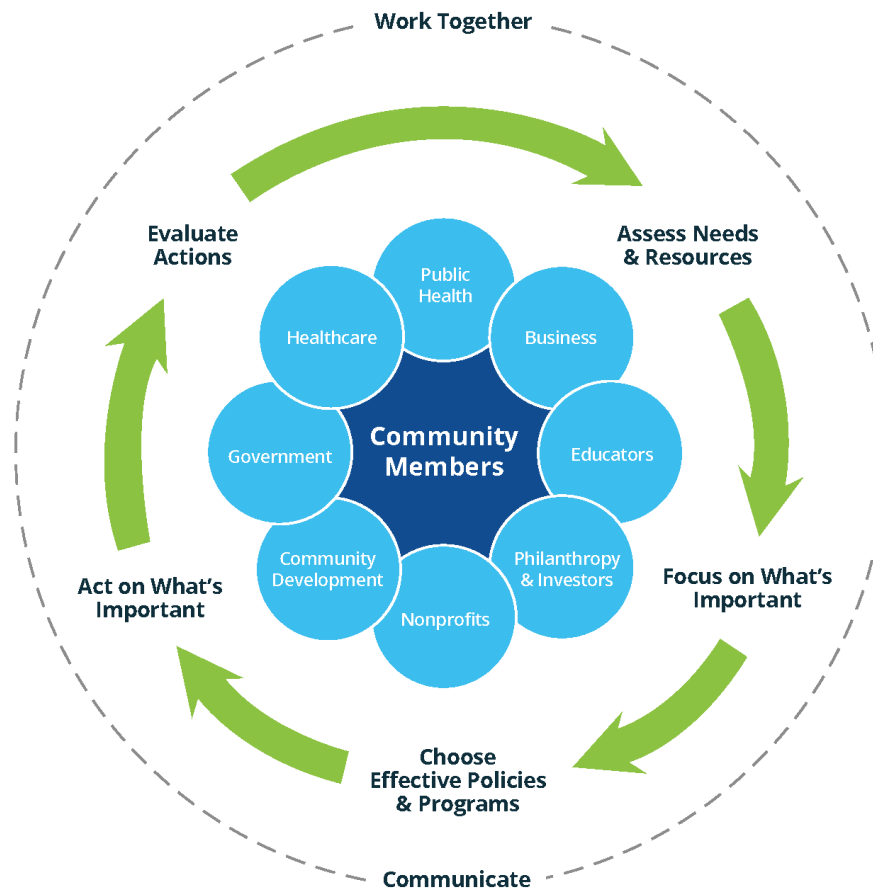 Work Together
Evaluate
Actions
Assess Needs
& Resources
Public
Health
Healthcare
Business
Community
Members
Government
Educators
Community
Development
Philanthropy
& Investors
Nonprofits
Act on What’s
Important
Focus on What’s
Important
Choose
Effective Policies
& Programs
Communicate